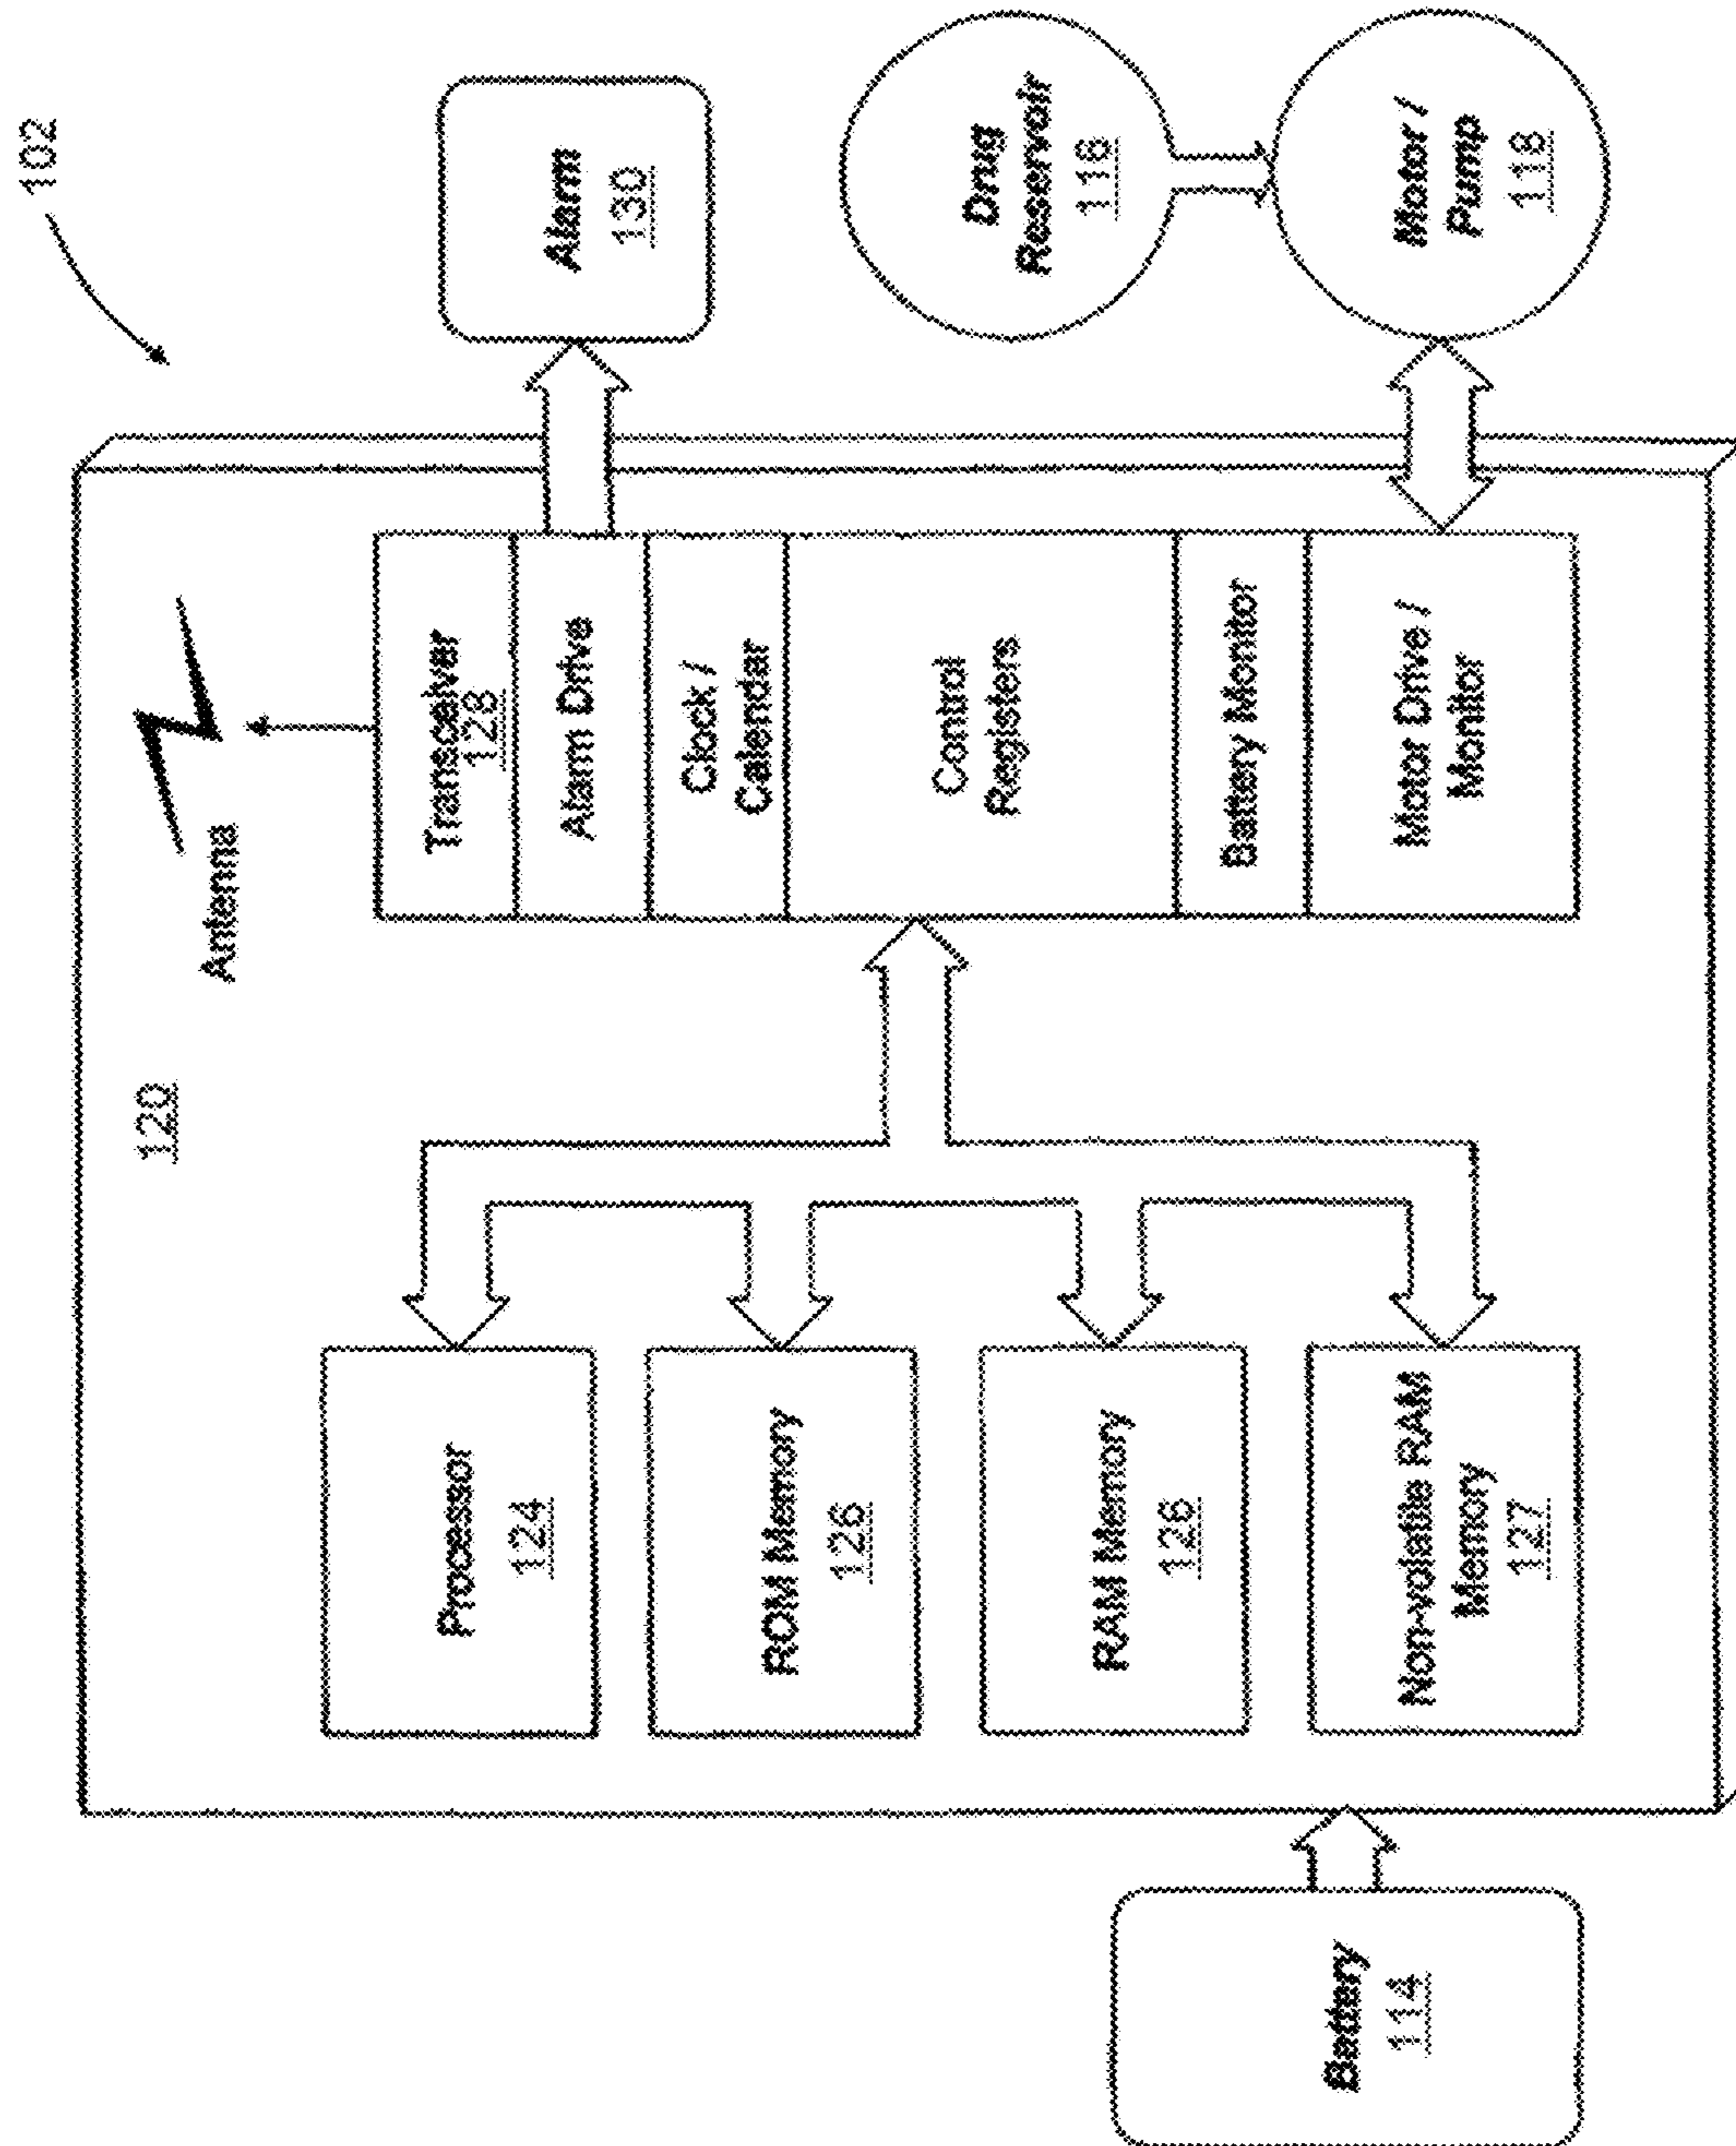 102
120
Antenna
Processor
124
Transceiver
128
Alarm Drive
Alarm
130
Clock /
Calendar
ROM Memory
126
Control
Registers
Drug
Reservoir
116
RAM Memory
126
Battery Monitor
Battery
114
Non-volatile RAM
Memory
127
Motor Drive /
Monitor
Motor /
Pump
118